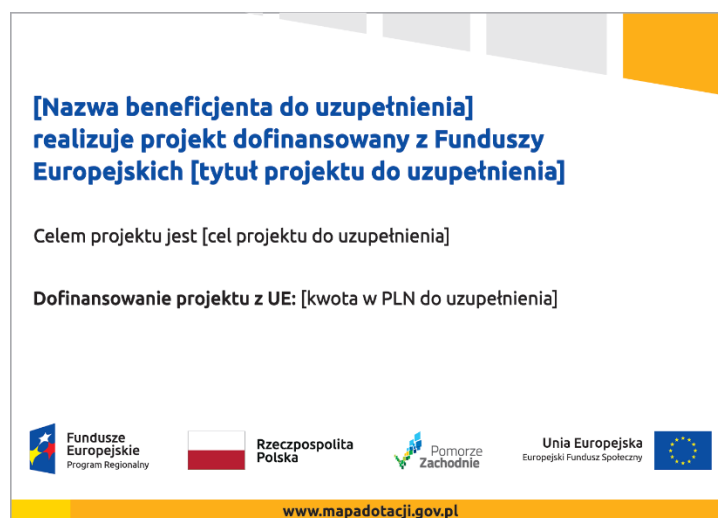 [Nazwa beneficjenta do uzupełnienia]
realizuje projekt dofinansowany z Funduszy
Europejskich [tytuł projektu do uzupełnienia]
Celem projektu jest [cel projektu do uzupełnienia]
Dofinansowanie projektu z UE: [kwota w PLN do uzupełnienia]
Fundusze
Europejskie
Program Regionalny
Rzeczpospolita
Polska
Pomorze
Zachodnie
Unia Europejska
Europejski Fundusz Społeczny
www.mapadotacji.gov.pl